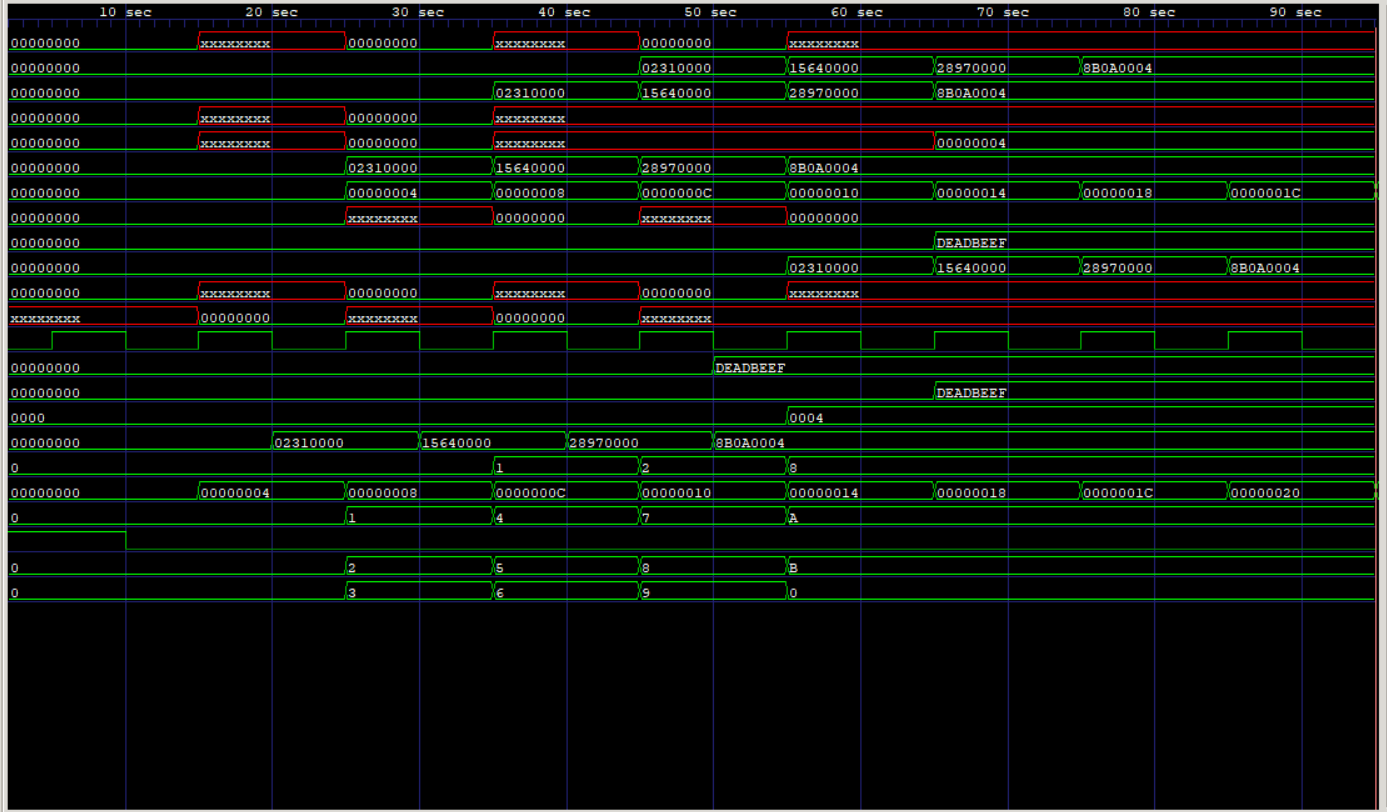 10 sec 20 sec 30 sec 40 sec 50 sec 60 sec 70 sec 80 sec 90 sec
00000000 xxxxxxxx 00000000 xxxxxxxx 00000000 xxxxxxxx
00000000 02310000 15640000 28970000 8B0A0004
00000000 02310000 15640000 28970000 8B0A0004
00000000 xxxxxxxx 00000000 xxxxxxxx
00000000 xxxxxxxx 00000000 xxxxxxxx 00000004
00000000 02310000 15640000 28970000 8B0A0004
00000000 00000004 00000008 0000000C 00000010 00000014 00000018 0000001C
00000000 xxxxxxxx 00000000 xxxxxxxx 00000000
00000000 DEADBEEF
00000000 02310000 15640000 28970000 8B0A0004
00000000 xxxxxxxx 00000000 xxxxxxxx 00000000 xxxxxxxx
xxxxxxxx 00000000 xxxxxxxx 00000000 xxxxxxxx
00000000 DEADBEEF
00000000 DEADBEEF
0000 0004
00000000 02310000 15640000 28970000 8B0A0004
0 1 2 8
00000000 00000004 00000008 0000000C 00000010 00000014 00000018 0000001C 00000020
0 1 4 7 A
0 2 5 8 B
0 3 6 9 0